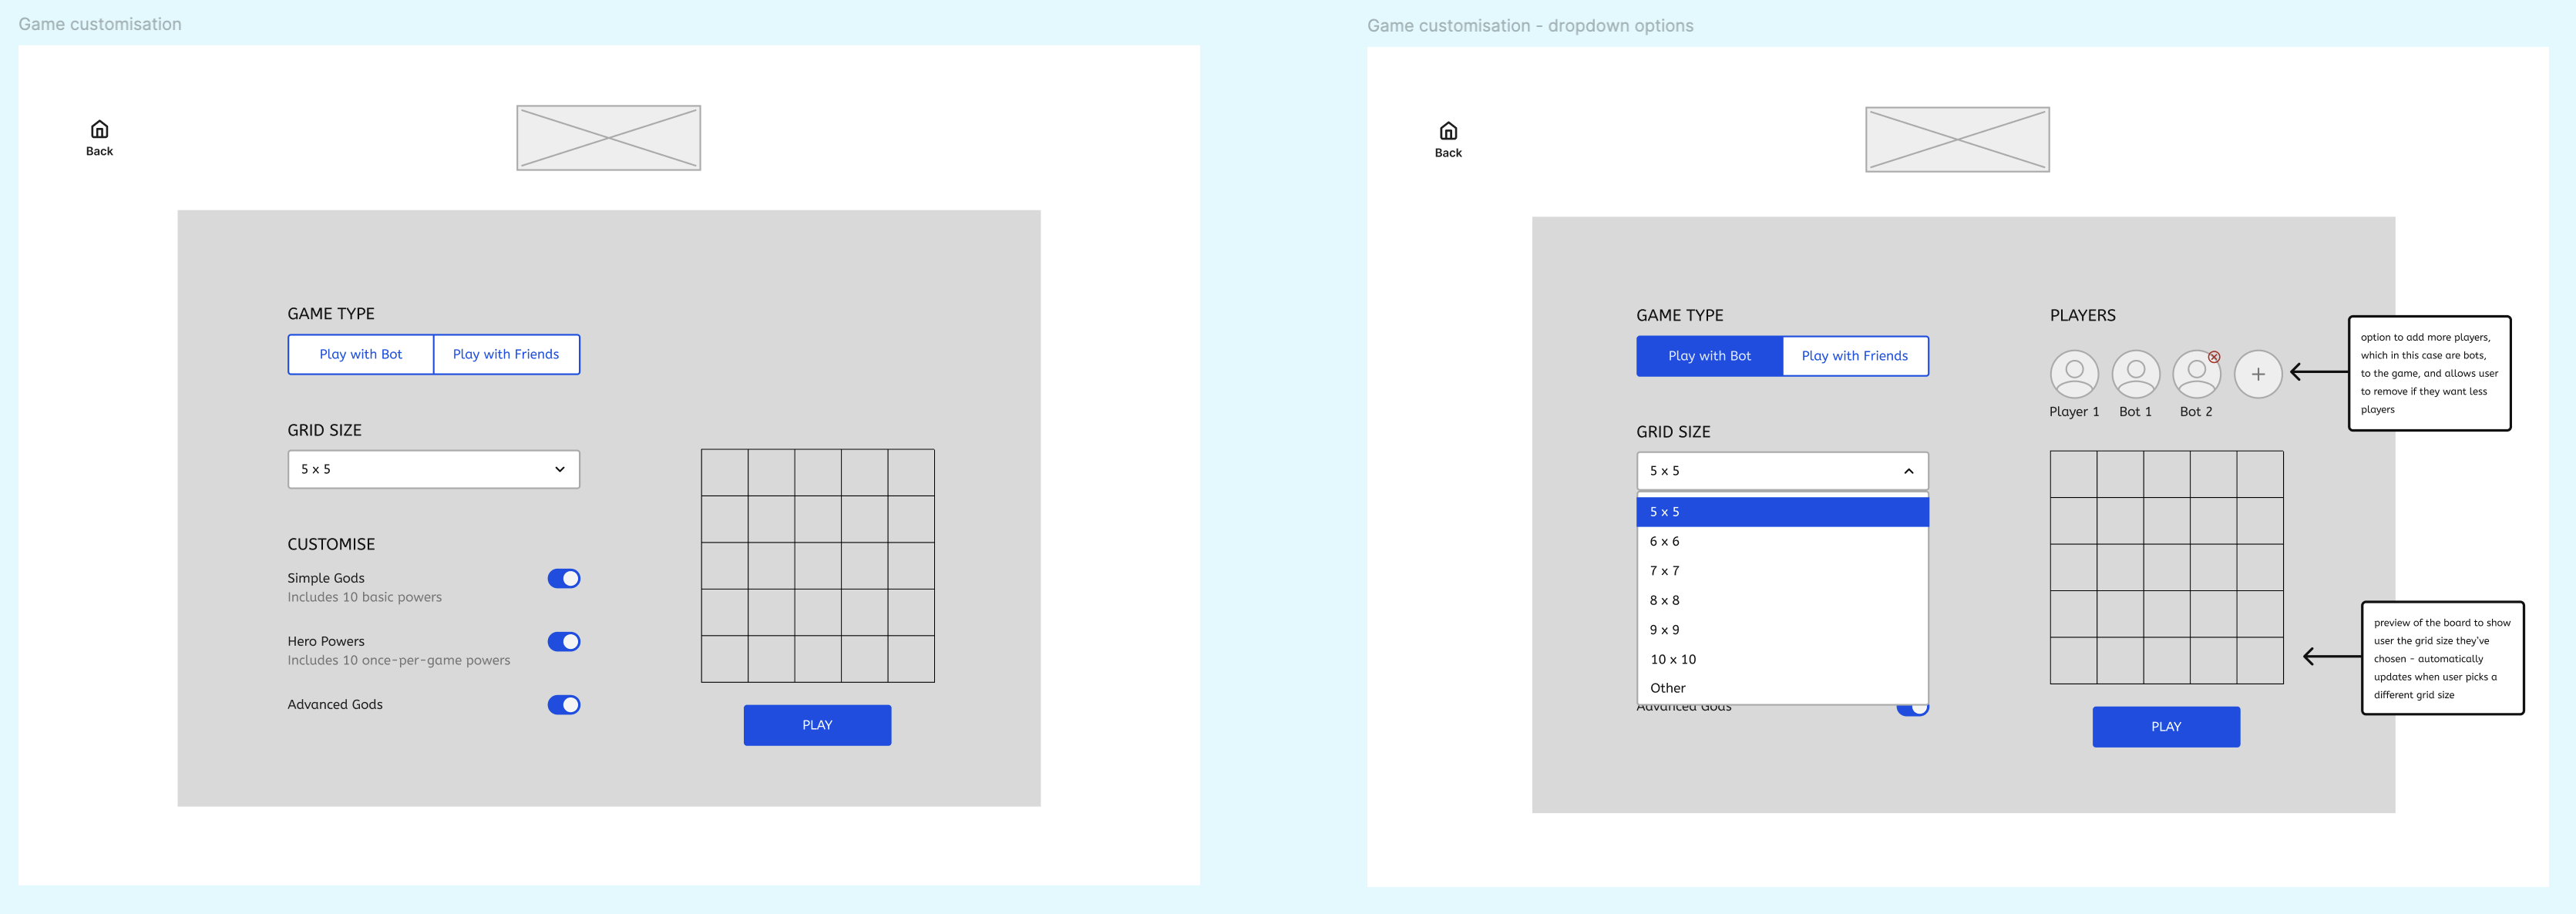 Game customisation
Back
GAME TYPE
Play with Bot
Play with Friends
GRID SIZE
5 x 5
CUSTOMISE
Simple Gods
Includes 10 basic powers
Hero Powers
Includes 10 once-per-game powers
Advanced Gods
PLAY
Game customisation - dropdown options
Back
GAME TYPE
Play with Bot
Play with Friends
GRID SIZE
5 x 5
5 x 5
6 x 6
7 x 7
8 x 8
9 x 9
10 x 10
Other
Advanced Gods
PLAYERS
Player 1
Bot 1
Bot 2
PLAY
option to add more players,
which in this case are bots,
to the game, and allows user
to remove if they want less
players
preview of the board to show
user the grid size they've
chosen - automatically
updates when user picks a
different grid size